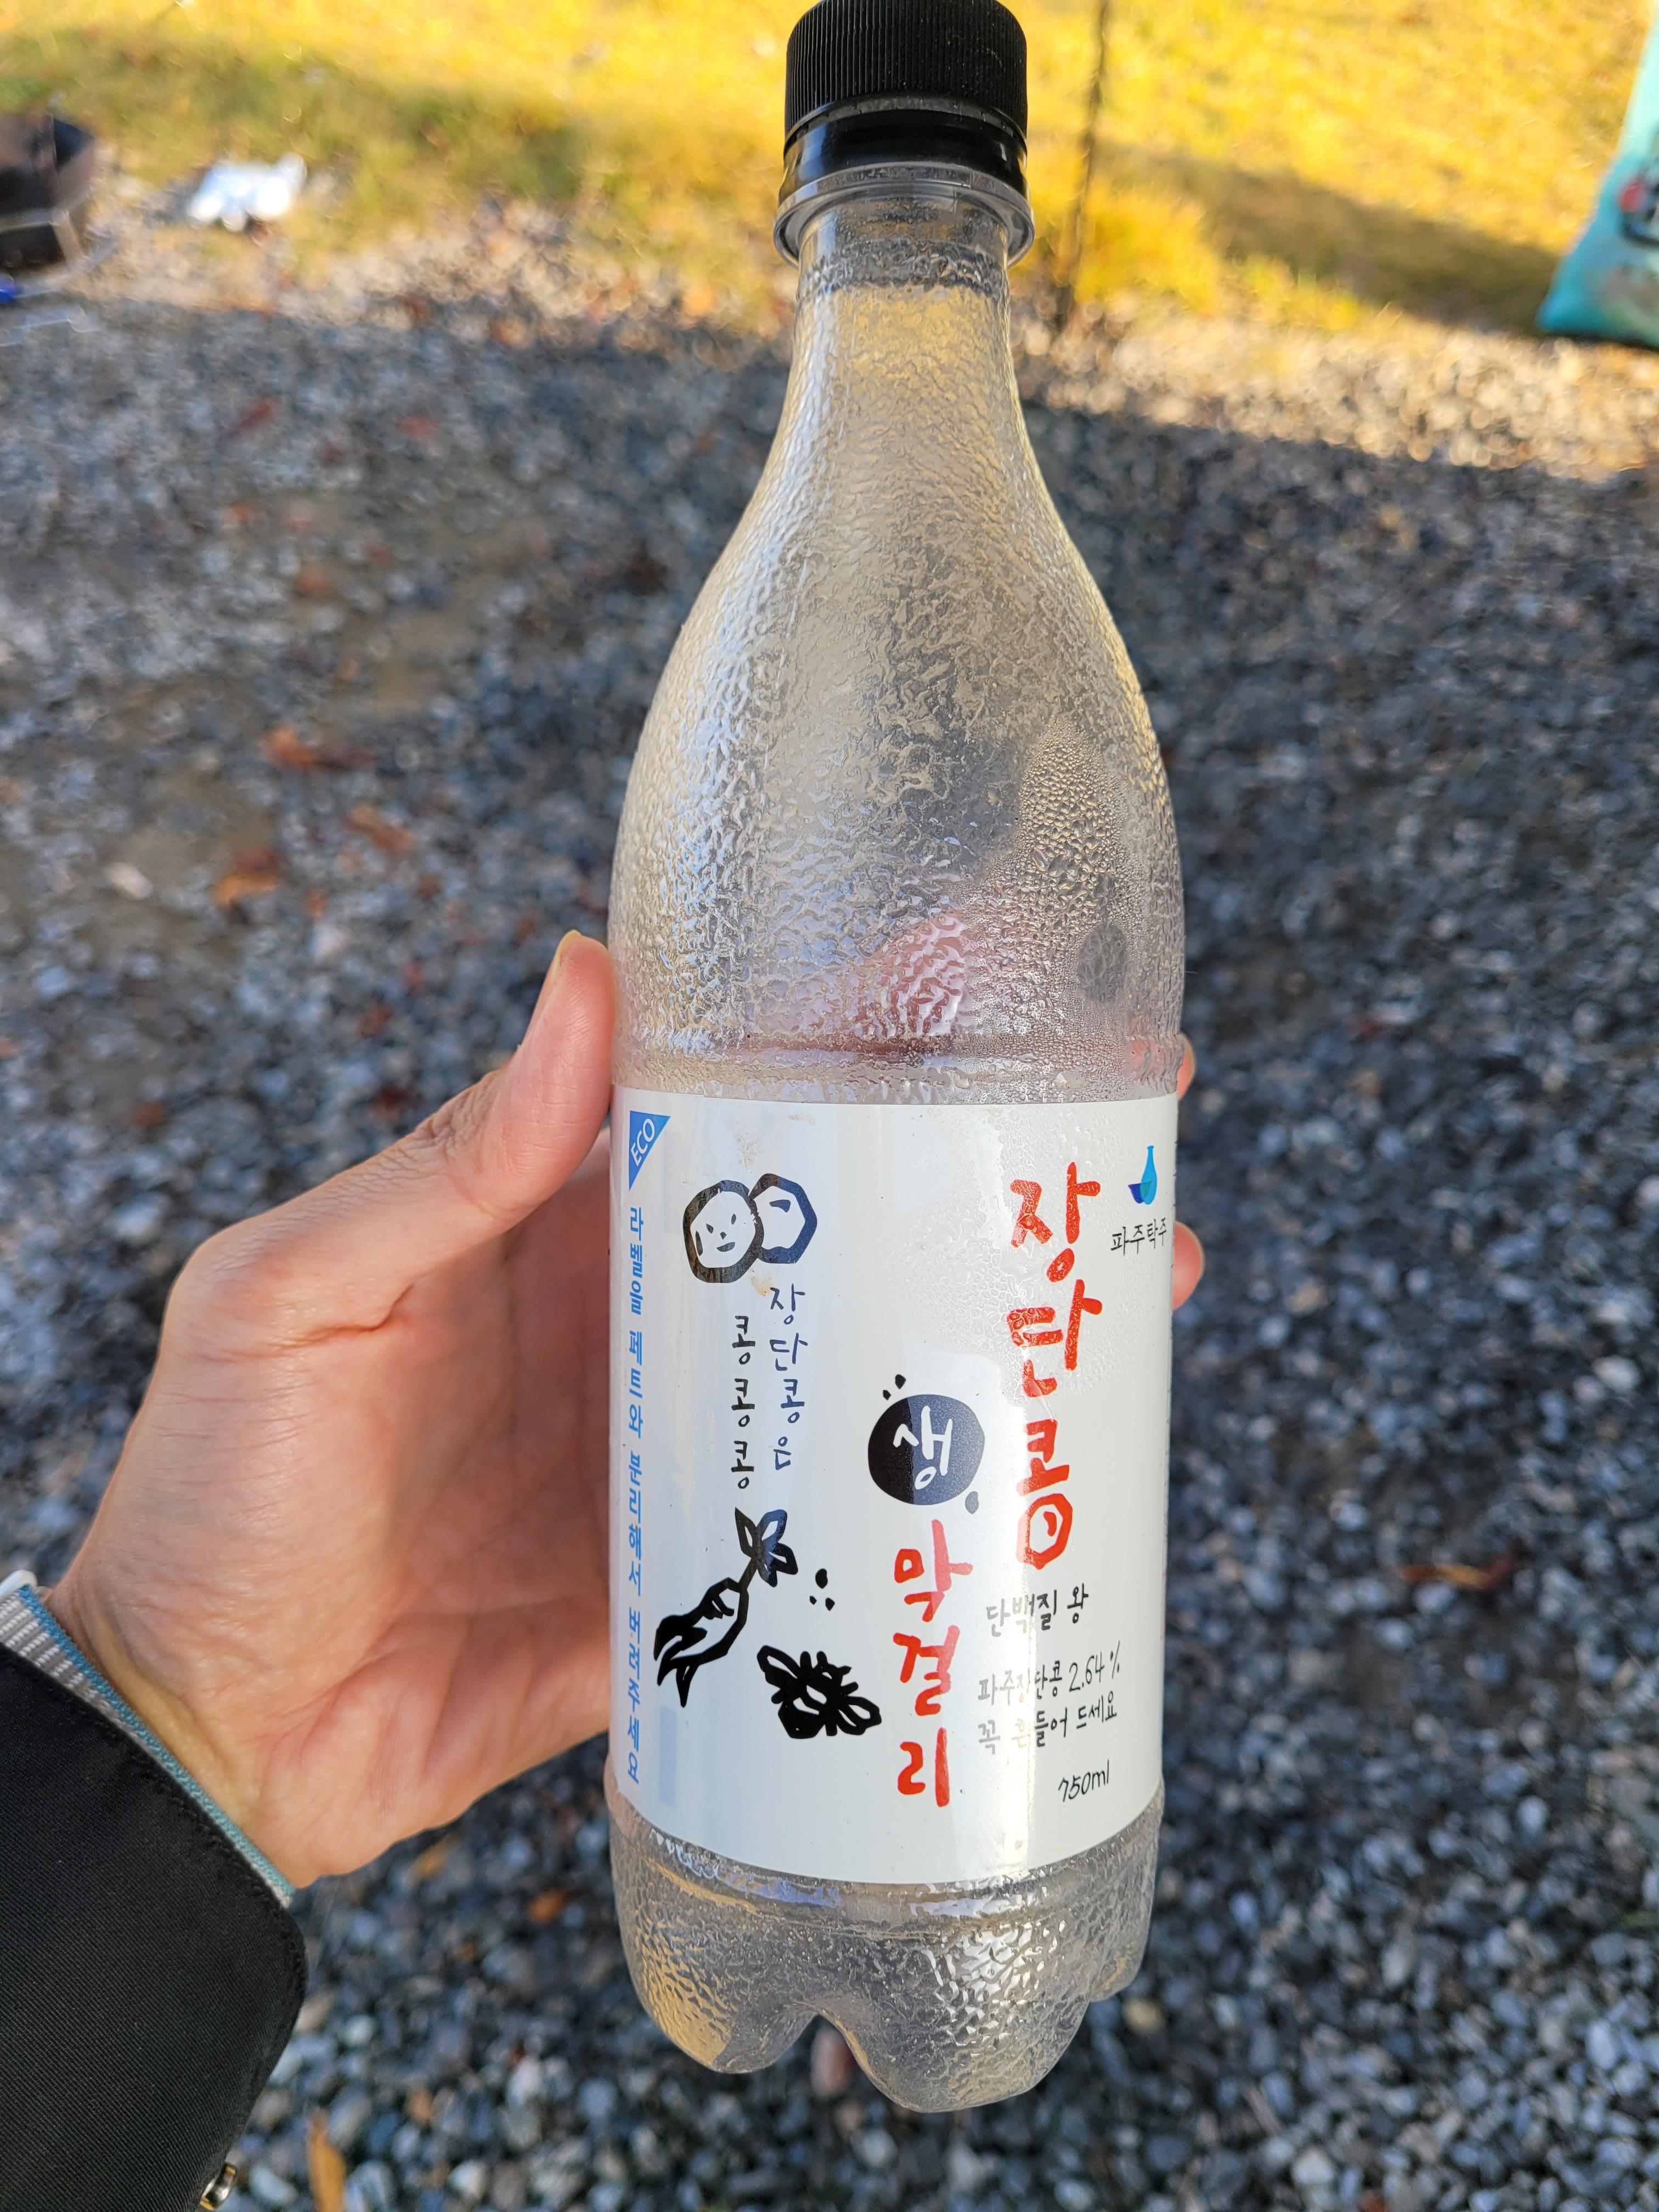 ECO
라벨을 페트와 분리해서 버려주세요
장단콩은
콩콩콩
파주탁주
장단콩
생
막걸리
단백질 왕
파주장단콩 2.64%
꼭 흔들어 드세요
750ml